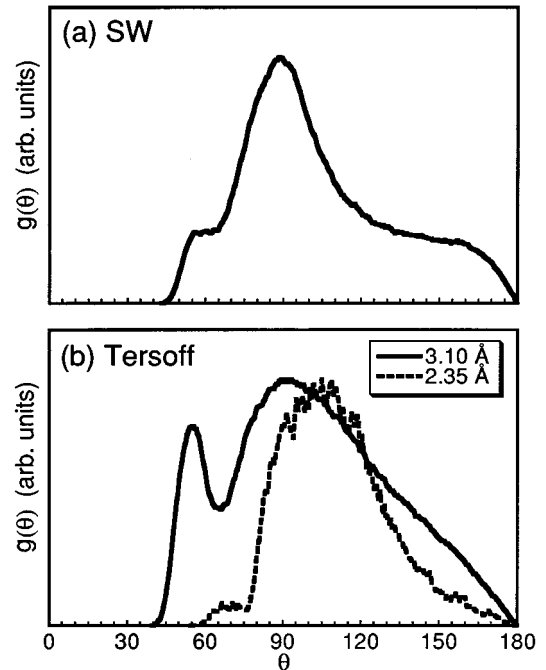 (a) SW
g(θ) (arb. units)
(b) Tersoff
3.10 Å
2.35 Å
g(θ) (arb. units)
0 30 60 90 120 150 180
θ